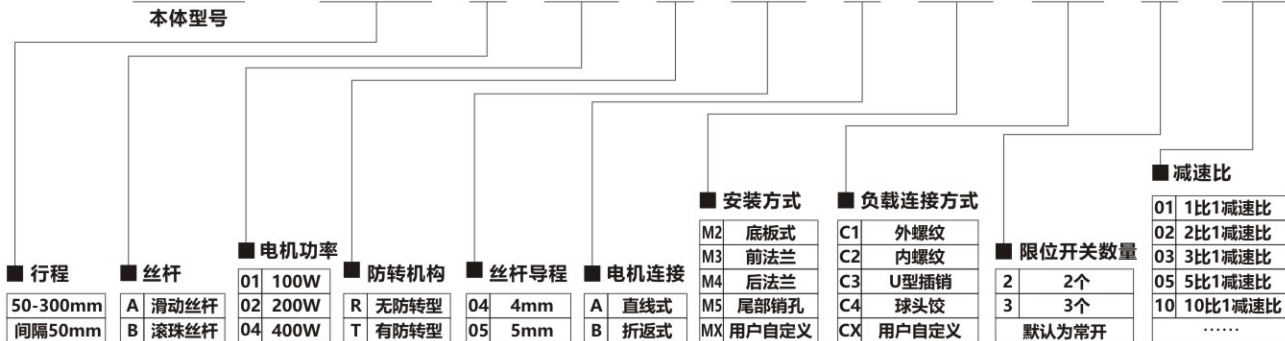 本体型号
■ 行程
50-300mm
间隔50mm
■ 丝杆
A 滑动丝杆
B 滚珠丝杆
■ 电机功率
01 100W
02 200W
04 400W
■ 防转机构
R 无防转型
T 有防转型
■ 丝杆导程
04 4mm
05 5mm
■ 电机连接
A 直线式
B 折返式
■ 安装方式
M2 底板式
M3 前法兰
M4 后法兰
M5 尾部销孔
MX 用户自定义
■ 负载连接方式
C1 外螺纹
C2 内螺纹
C3 U型插销
C4 球头饺
CX 用户自定义
■ 限位开关数量
2 2个
3 3个
默认为常开
■ 减速比
01 1比1减速比
02 2比1减速比
03 3比1减速比
05 5比1减速比
10 10比1减速比
……